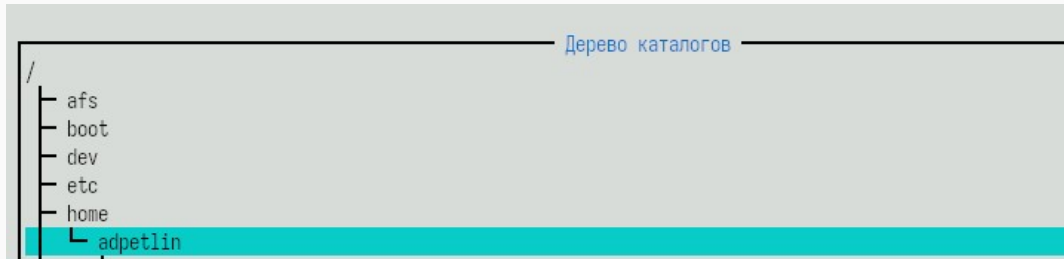 Дерево каталогов
/
afs
boot
dev
etc
home
adpetlin